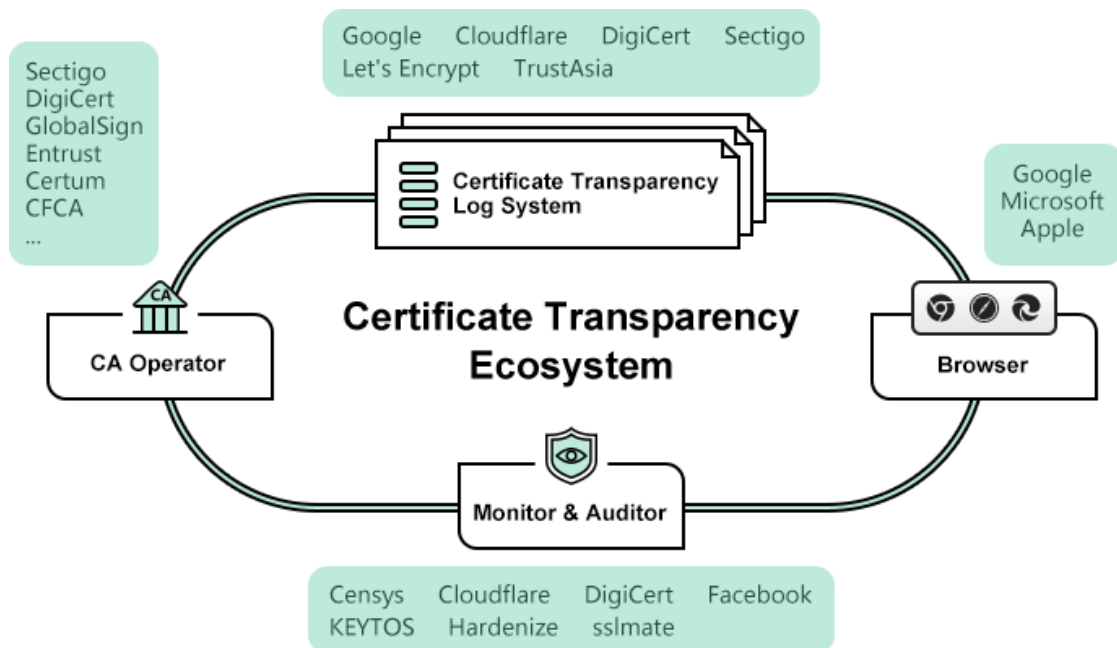 Google Cloudflare DigiCert Sectigo
Let's Encrypt TrustAsia
Sectigo
DigiCert
GlobalSign
Entrust
Certum
CFCA
...
Certificate Transparency
Log System
Google
Microsoft
Apple
CA
CA Operator
Certificate Transparency
Ecosystem
Browser
Monitor & Auditor
Censys Cloudflare DigiCert Facebook
KEYTOS Hardenize sslmate